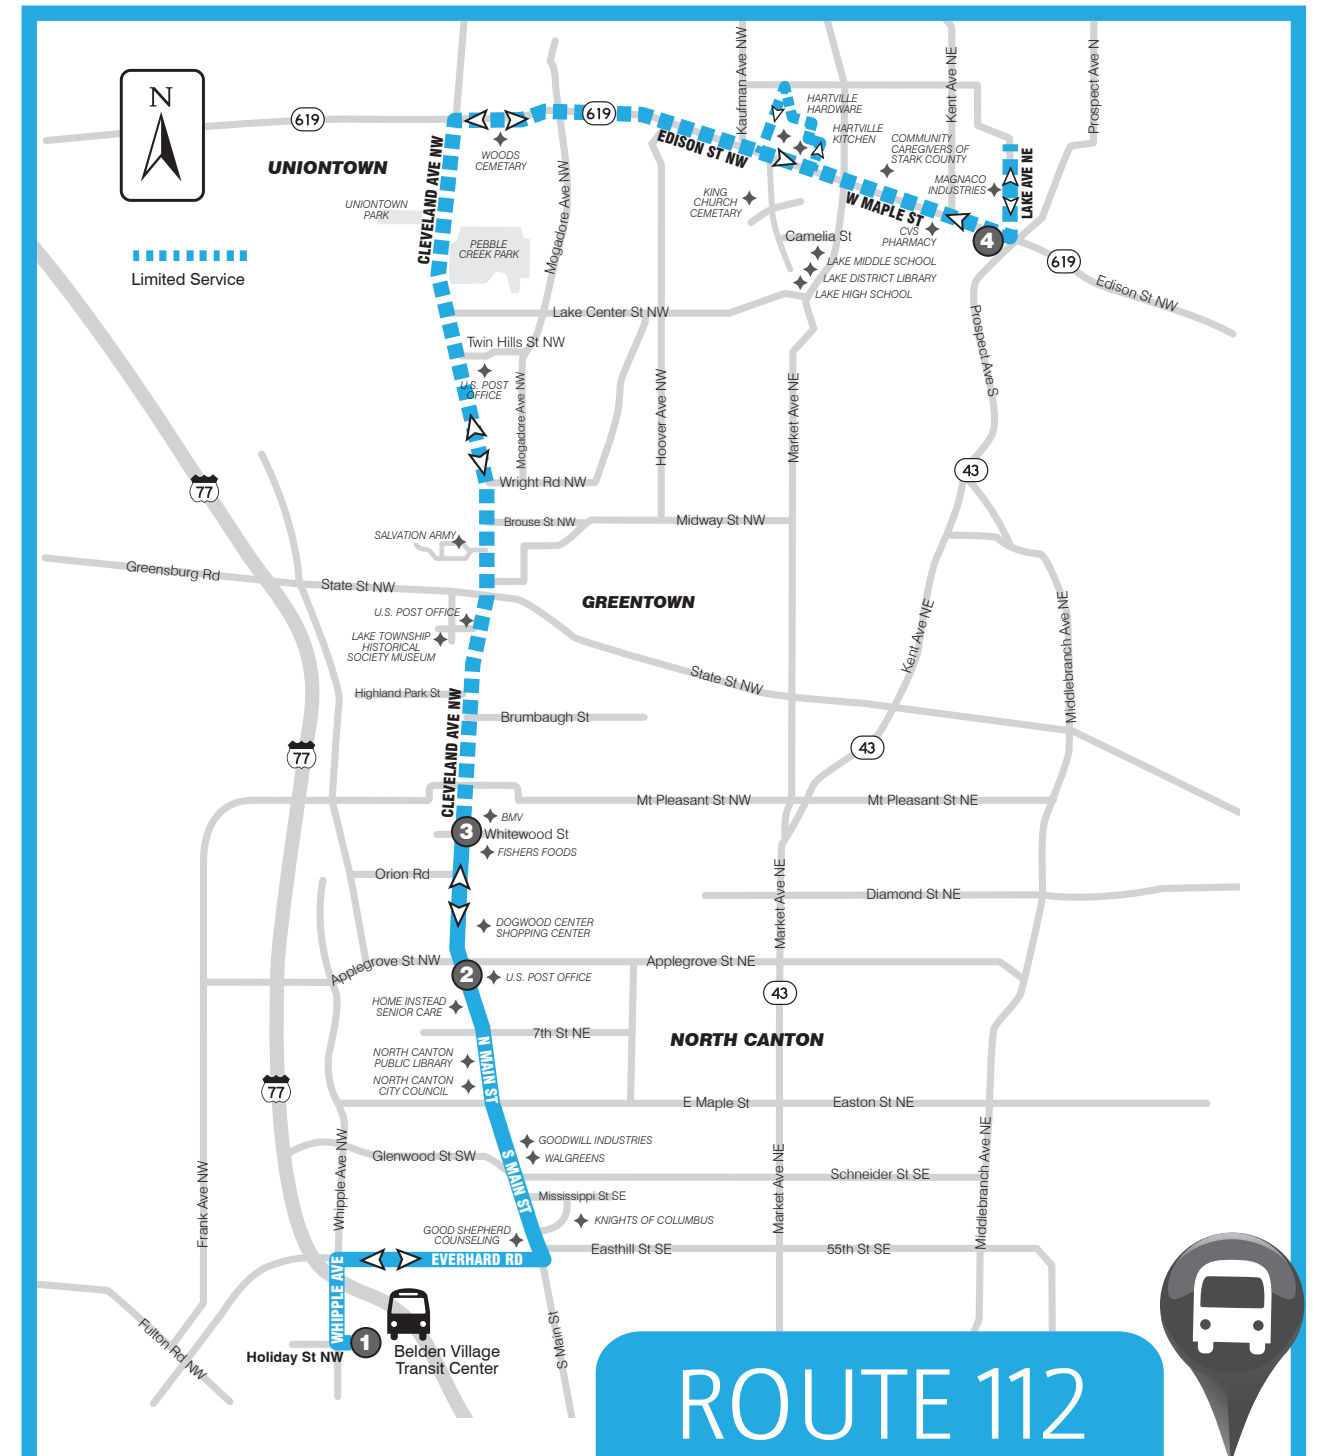 N
619
UNIONTOWN
CLEVELAND AVE NW
WOODS
CEMETARY
619
Mogadore Ave NW
EDISON ST NW
Kaufman Ave NW
HARTVILLE
HARDWARE
HARTVILLE
KITCHEN
COMMUNITY
CAREGIVERS OF
STARK COUNTY
Kent Ave NE
Prospect Ave N
MAGNACO
INDUSTRIES
LAKE AVE NE
UNIONTOWN
PARK
PEBBLE
CREEK PARK
KING
CHURCH
CEMETARY
W MAPLE ST
CVS
PHARMACY
4
Camelia St
LAKE MIDDLE SCHOOL
LAKE DISTRICT LIBRARY
LAKE HIGH SCHOOL
619
Edison St NW
Limited Service
Lake Center St NW
Twin Hills St NW
U.S. POST
OFFICE
Mogadore Ave NW
Hoover Ave NW
Market Ave NE
Prospect Ave S
43
77
Wright Rd NW
Brouse St NW
Midway St NW
SALVATION ARMY
Greensburg Rd
State St NW
GREENTOWN
U.S. POST OFFICE
LAKE TOWNSHIP
HISTORICAL
SOCIETY MUSEUM
Kent Ave NE
Middlebranch Ave NE
State St NW
Highland Park St
CLEVELAND AVE NW
Brumbaugh St
43
77
Mt Pleasant St NW
Mt Pleasant St NE
BMV
3
Whitewood St
FISHERS FOODS
Orion Rd
Market Ave NE
Diamond St NE
DOGWOOD CENTER
SHOPPING CENTER
Applegrove St NW
2
U.S. POST OFFICE
Applegrove St NE
43
HOME INSTEAD
SENIOR CARE
N MAIN ST
7th St NE
NORTH CANTON
NORTH CANTON
PUBLIC LIBRARY
NORTH CANTON
CITY COUNCIL
77
E Maple St
Easton St NE
GOODWILL INDUSTRIES
WALGREENS
Glenwood St SW
S MAIN ST
Schneider St SE
Mississippi St SE
Frank Ave NW
Whipple Ave NW
Market Ave NE
Middlebranch Ave NE
KNIGHTS OF COLUMBUS
GOOD SHEPHERD
COUNSELING
Easthill St SE
55th St SE
EVERHARD RD
WHIPPLE AVE
1
Holiday St NW
Belden Village
Transit Center
Fulton Rd NW
S Main St
ROUTE 112